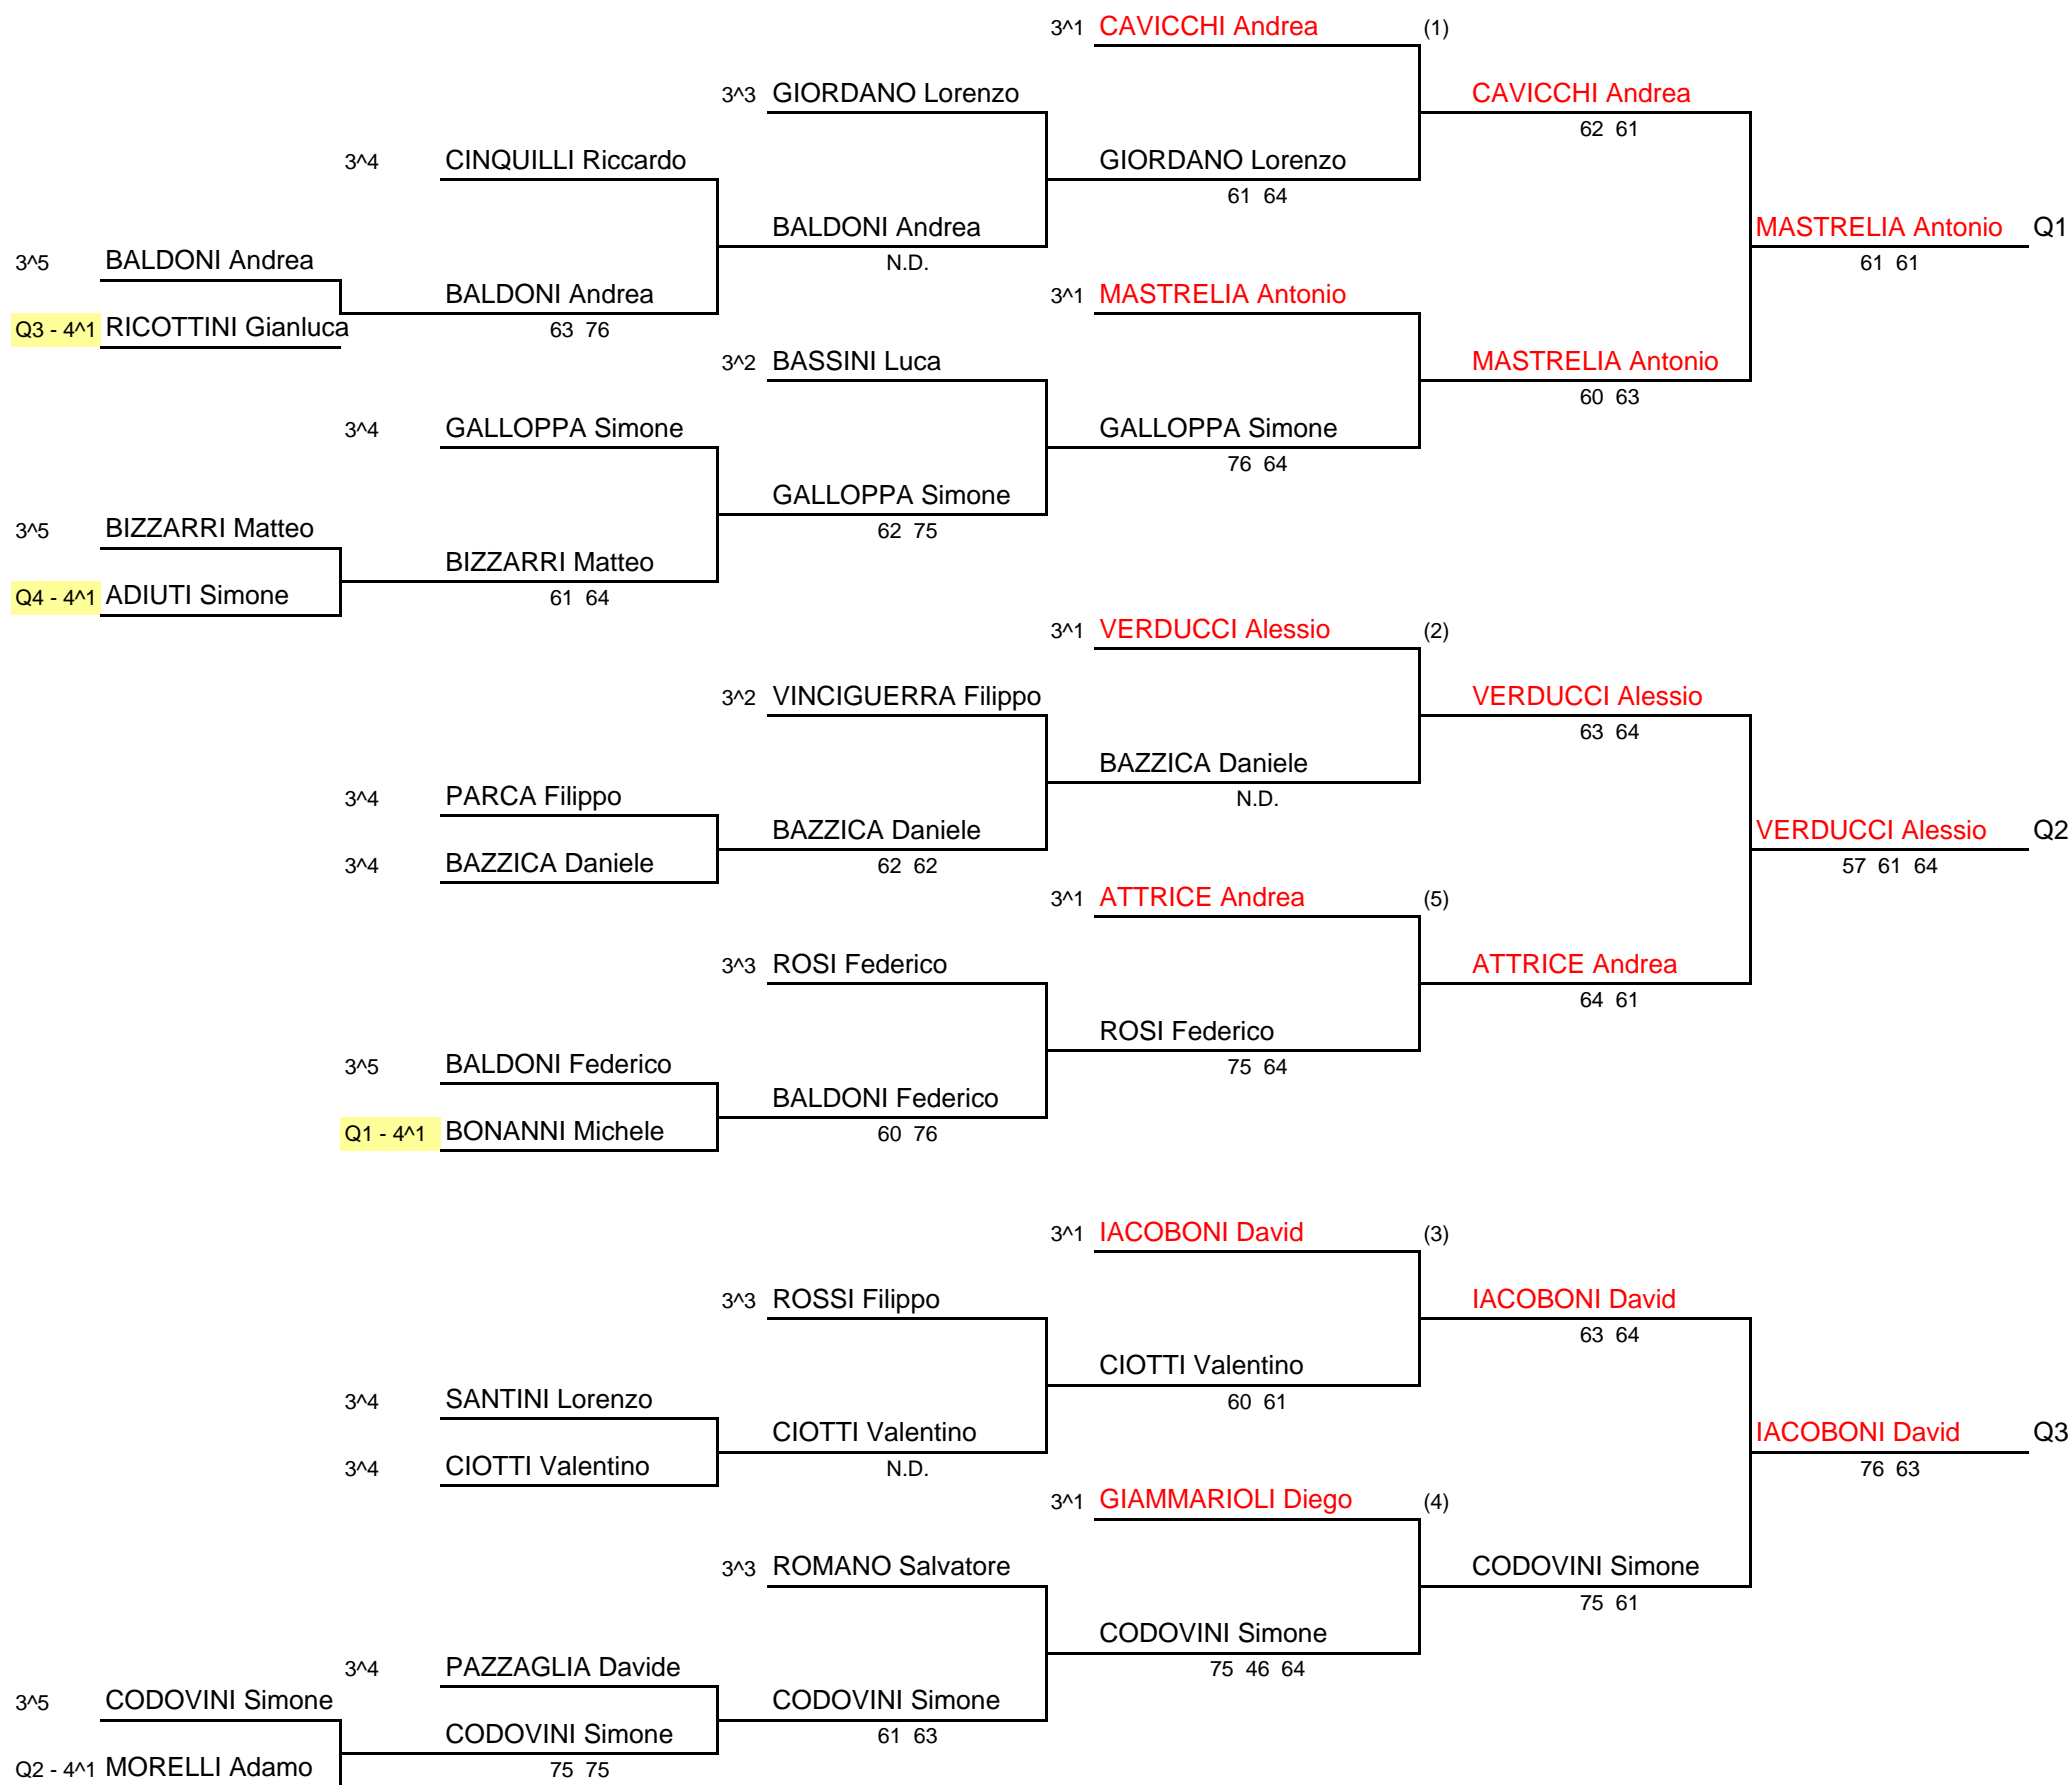 3^1 CAVICCHI Andrea (1)
3^3 GIORDANO Lorenzo CAVICCHI Andrea
62 61
3^4 CINQUILLI Riccardo GIORDANO Lorenzo
61 64
BALDONI Andrea MASTRELIA Antonio Q1
3^5 BALDONI Andrea N.D. 61 61
BALDONI Andrea 3^1 MASTRELIA Antonio
Q3 - 4^1 RICOTTINI Gianluca 63 76
3^2 BASSINI Luca MASTRELIA Antonio
60 63
3^4 GALLOPPA Simone GALLOPPA Simone
76 64
GALLOPPA Simone
3^5 BIZZARRI Matteo 62 75
BIZZARRI Matteo
Q4 - 4^1 ADIUTI Simone 61 64
3^1 VERDUCCI Alessio (2)
3^2 VINCIGUERRA Filippo VERDUCCI Alessio
63 64
BAZZICA Daniele
3^4 PARCA Filippo N.D.
BAZZICA Daniele VERDUCCI Alessio Q2
3^4 BAZZICA Daniele 62 62 57 61 64
3^1 ATTRICE Andrea (5)
3^3 ROSI Federico ATTRICE Andrea
64 61
ROSI Federico
3^5 BALDONI Federico 75 64
BALDONI Federico
Q1 - 4^1 BONANNI Michele 60 76
3^1 IACOBONI David (3)
3^3 ROSSI Filippo IACOBONI David
63 64
CIOTTI Valentino
3^4 SANTINI Lorenzo 60 61
CIOTTI Valentino IACOBONI David Q3
3^4 CIOTTI Valentino N.D. 76 63
3^1 GIAMMARIOLI Diego (4)
3^3 ROMANO Salvatore CODOVINI Simone
75 61
CODOVINI Simone
3^4 PAZZAGLIA Davide 75 46 64
3^5 CODOVINI Simone CODOVINI Simone
CODOVINI Simone 61 63
Q2 - 4^1 MORELLI Adamo 75 75